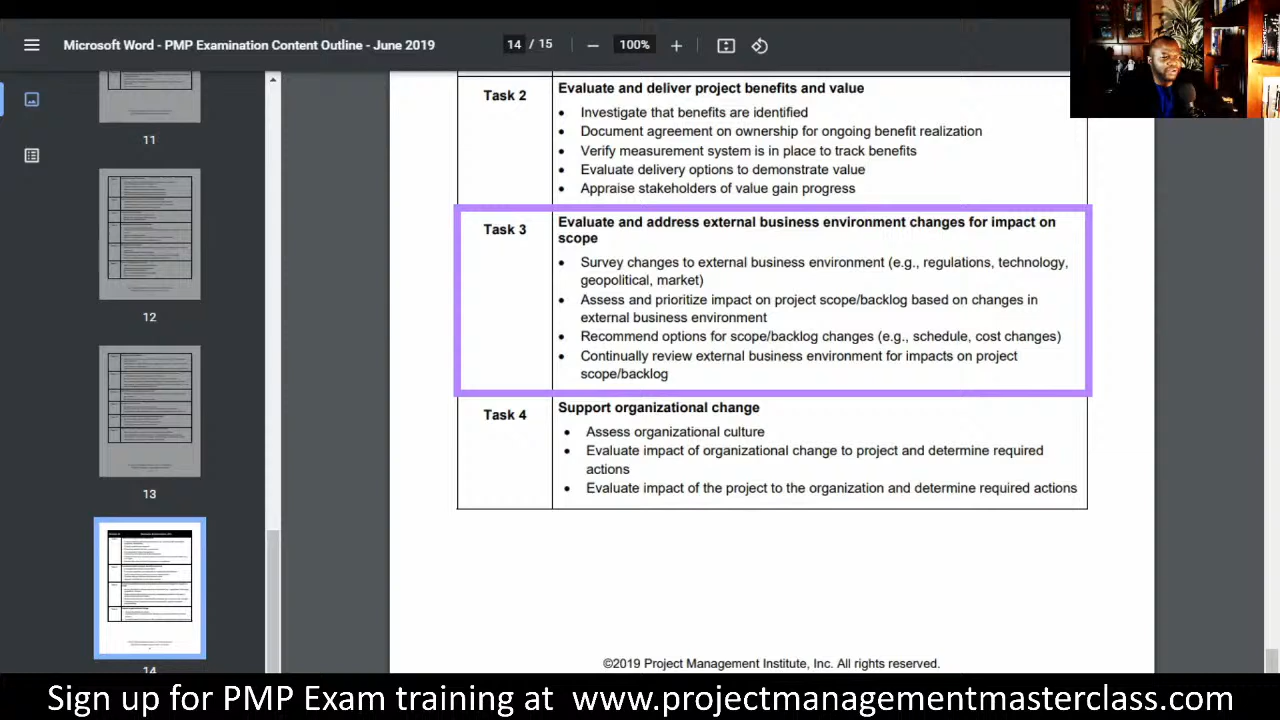 Microsoft Word - PMP Examination Content Outline - June 2019
14 / 15
100%
11
12
13
14
Task 2
Evaluate and deliver project benefits and value
• Investigate that benefits are identified
• Document agreement on ownership for ongoing benefit realization
• Verify measurement system is in place to track benefits
• Evaluate delivery options to demonstrate value
• Appraise stakeholders of value gain progress
Task 3
Evaluate and address external business environment changes for impact on
scope
• Survey changes to external business environment (e.g., regulations, technology,
geopolitical, market)
• Assess and prioritize impact on project scope/backlog based on changes in
external business environment
• Recommend options for scope/backlog changes (e.g., schedule, cost changes)
• Continually review external business environment for impacts on project
scope/backlog
Task 4
Support organizational change
• Assess organizational culture
• Evaluate impact of organizational change to project and determine required
actions
• Evaluate impact of the project to the organization and determine required actions
©2019 Project Management Institute, Inc. All rights reserved.
Sign up for PMP Exam training at www.projectmanagementmasterclass.com